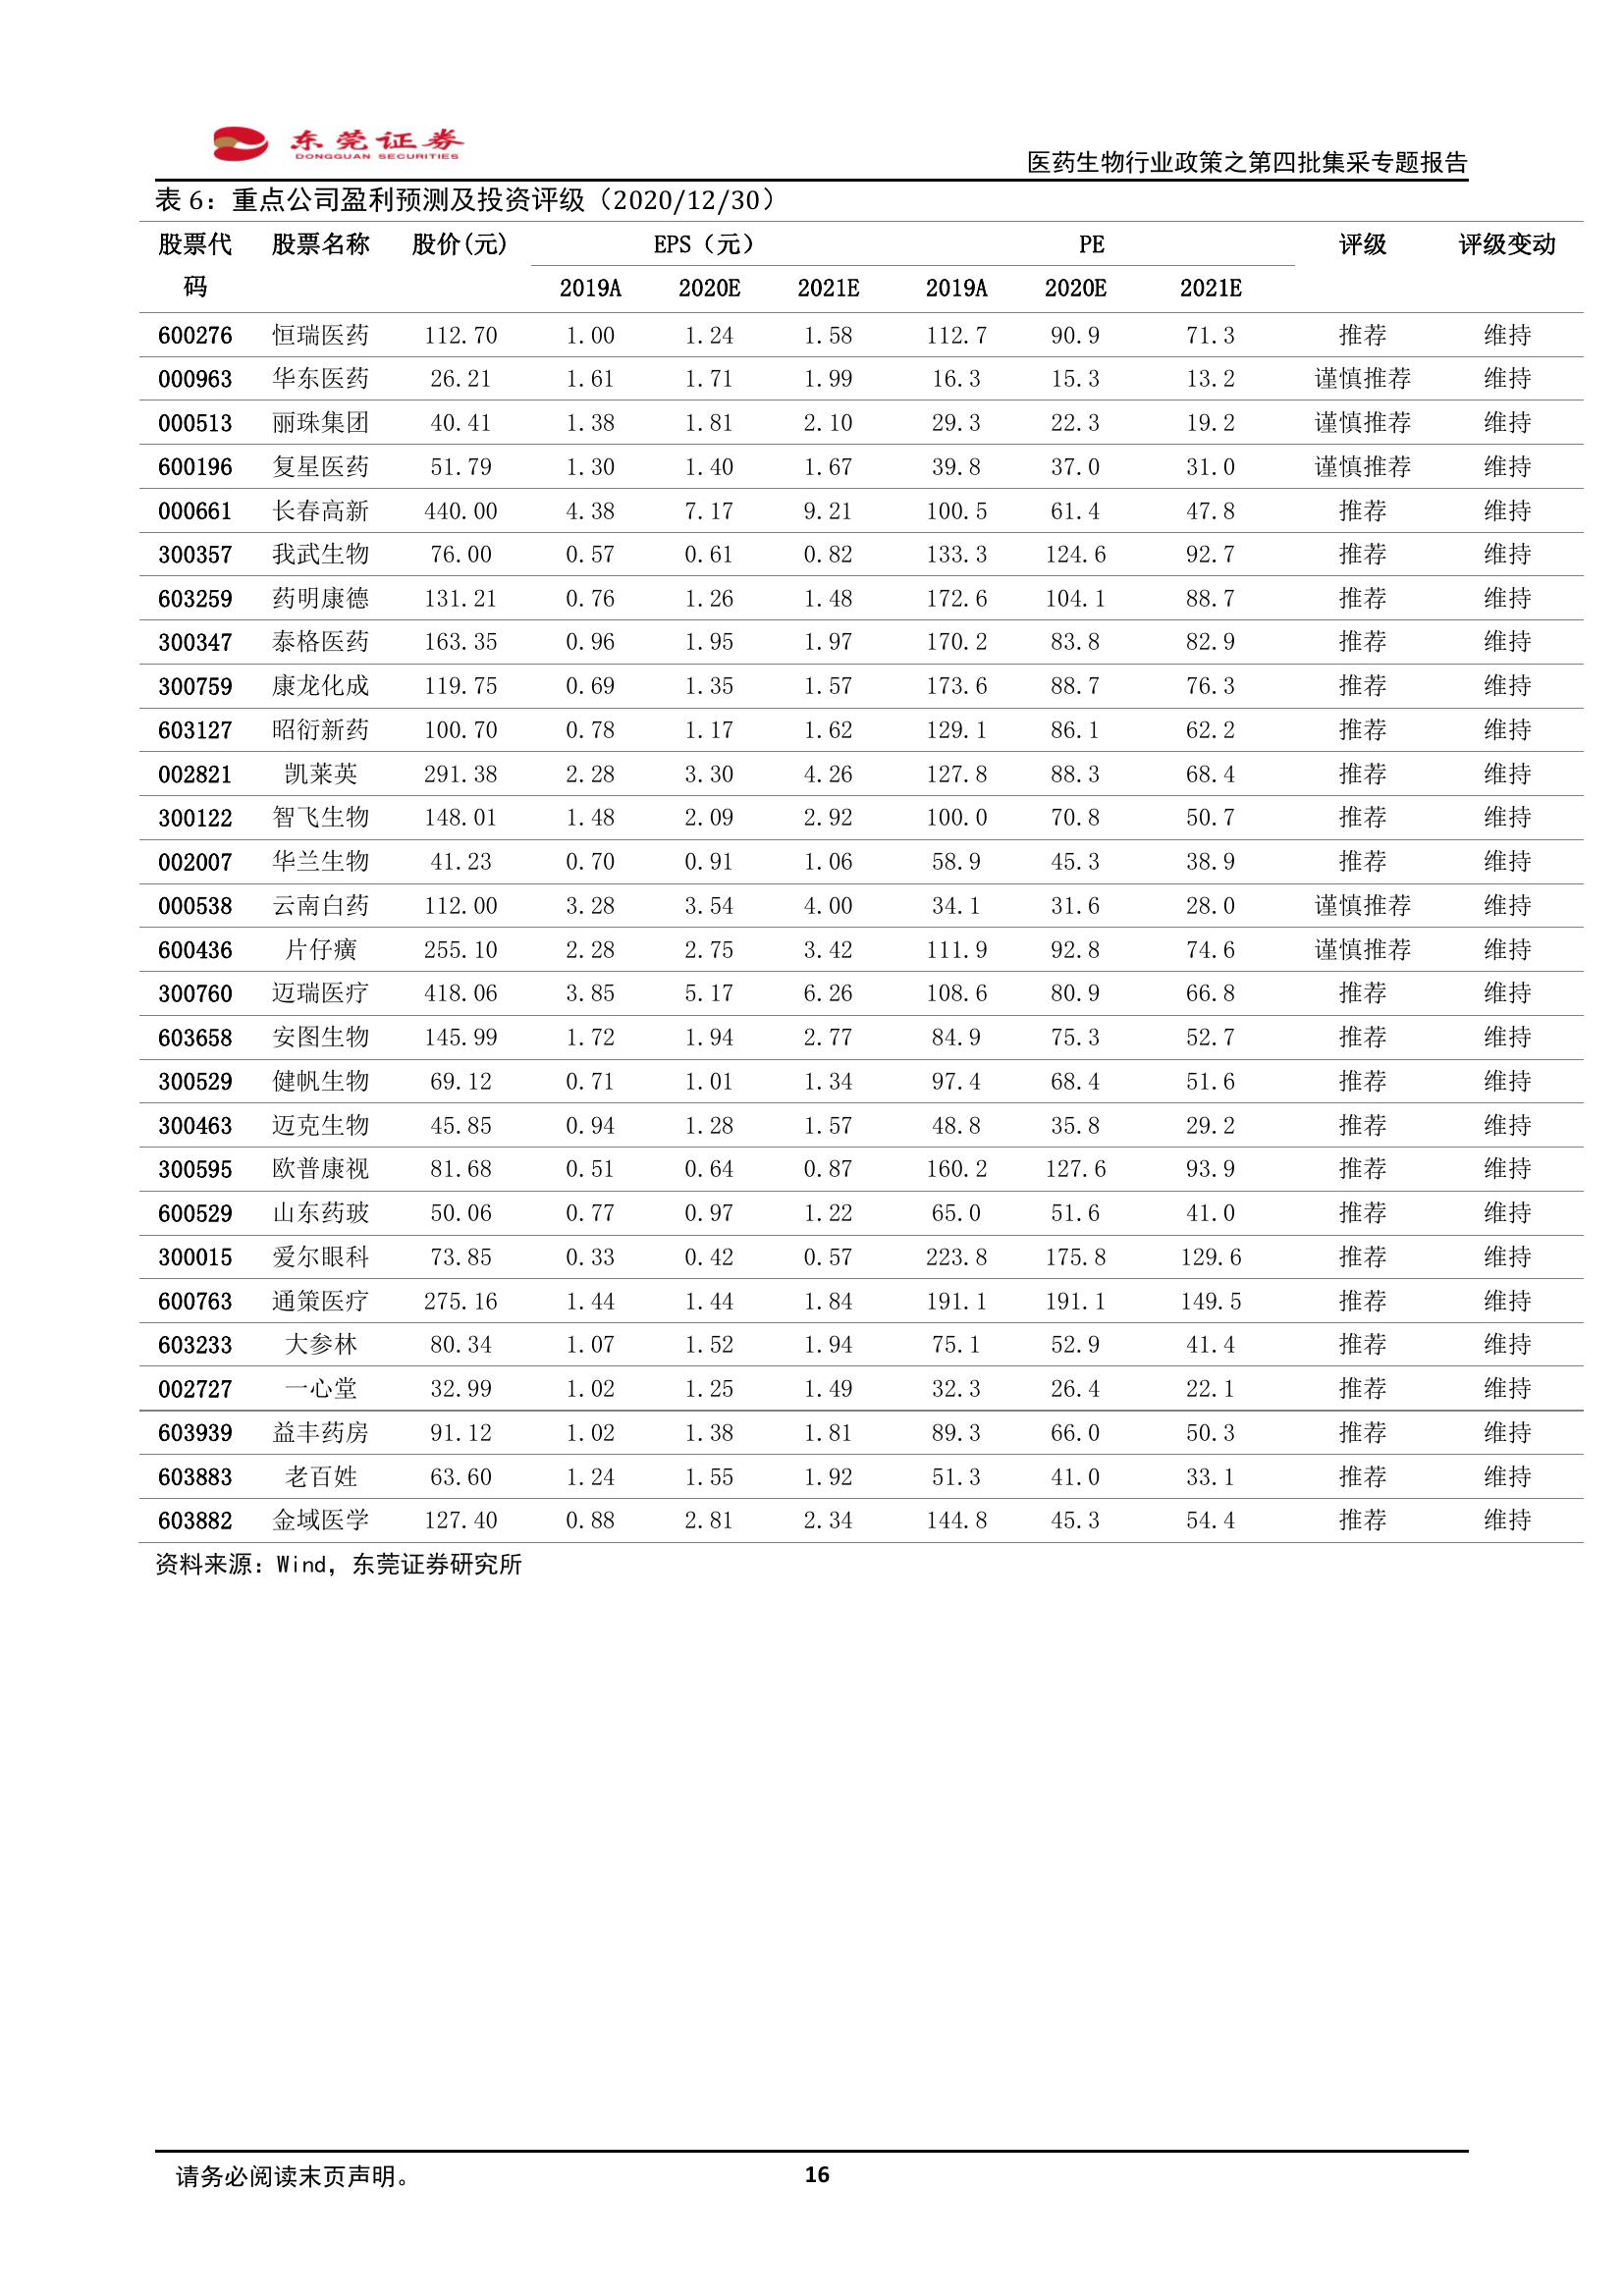 东莞证券
DONGGUAN SECURITIES
医药生物行业政策之第四批集采专题报告
表 6：重点公司盈利预测及投资评级（2020/12/30）
股票代 股票名称 股价(元) EPS（元） PE 评级 评级变动
码 2019A 2020E 2021E 2019A 2020E 2021E
600276 恒瑞医药 112.70 1.00 1.24 1.58 112.7 90.9 71.3 推荐 维持
000963 华东医药 26.21 1.61 1.71 1.99 16.3 15.3 13.2 谨慎推荐 维持
000513 丽珠集团 40.41 1.38 1.81 2.10 29.3 22.3 19.2 谨慎推荐 维持
600196 复星医药 51.79 1.30 1.40 1.67 39.8 37.0 31.0 谨慎推荐 维持
000661 长春高新 440.00 4.38 7.17 9.21 100.5 61.4 47.8 推荐 维持
300357 我武生物 76.00 0.57 0.61 0.82 133.3 124.6 92.7 推荐 维持
603259 药明康德 131.21 0.76 1.26 1.48 172.6 104.1 88.7 推荐 维持
300347 泰格医药 163.35 0.96 1.95 1.97 170.2 83.8 82.9 推荐 维持
300759 康龙化成 119.75 0.69 1.35 1.57 173.6 88.7 76.3 推荐 维持
603127 昭衍新药 100.70 0.78 1.17 1.62 129.1 86.1 62.2 推荐 维持
002821 凯莱英 291.38 2.28 3.30 4.26 127.8 88.3 68.4 推荐 维持
300122 智飞生物 148.01 1.48 2.09 2.92 100.0 70.8 50.7 推荐 维持
002007 华兰生物 41.23 0.70 0.91 1.06 58.9 45.3 38.9 推荐 维持
000538 云南白药 112.00 3.28 3.54 4.00 34.1 31.6 28.0 谨慎推荐 维持
600436 片仔癀 255.10 2.28 2.75 3.42 111.9 92.8 74.6 谨慎推荐 维持
300760 迈瑞医疗 418.06 3.85 5.17 6.26 108.6 80.9 66.8 推荐 维持
603658 安图生物 145.99 1.72 1.94 2.77 84.9 75.3 52.7 推荐 维持
300529 健帆生物 69.12 0.71 1.01 1.34 97.4 68.4 51.6 推荐 维持
300463 迈克生物 45.85 0.94 1.28 1.57 48.8 35.8 29.2 推荐 维持
300595 欧普康视 81.68 0.51 0.64 0.87 160.2 127.6 93.9 推荐 维持
600529 山东药玻 50.06 0.77 0.97 1.22 65.0 51.6 41.0 推荐 维持
300015 爱尔眼科 73.85 0.33 0.42 0.57 223.8 175.8 129.6 推荐 维持
600763 通策医疗 275.16 1.44 1.44 1.84 191.1 191.1 149.5 推荐 维持
603233 大参林 80.34 1.07 1.52 1.94 75.1 52.9 41.4 推荐 维持
002727 一心堂 32.99 1.02 1.25 1.49 32.3 26.4 22.1 推荐 维持
603939 益丰药房 91.12 1.02 1.38 1.81 89.3 66.0 50.3 推荐 维持
603883 老百姓 63.60 1.24 1.55 1.92 51.3 41.0 33.1 推荐 维持
603882 金域医学 127.40 0.88 2.81 2.34 144.8 45.3 54.4 推荐 维持
资料来源：Wind，东莞证券研究所
请务必阅读末页声明。 16